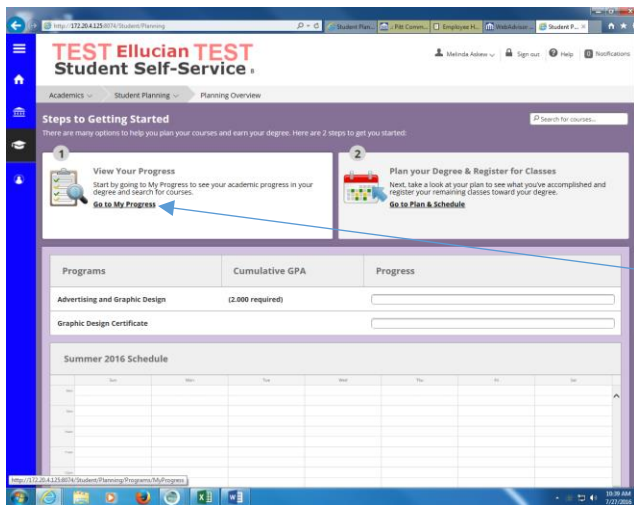 http://172.20.4.125:8074/Student/Planning
Student Plan...
: Pitt Comm...
Employee H...
WebAdvisor...
Student P...
TEST Ellucian TEST
Student Self-Service
Melinda Askew
Sign out
Help
0 Notifications
Academics
Student Planning
Planning Overview
Steps to Getting Started
Search for courses...
There are many options to help you plan your courses and earn your degree. Here are 2 steps to get you started:
1
View Your Progress
Start by going to My Progress to see your academic progress in your
degree and search for courses.
Go to My Progress
2
Plan your Degree & Register for Classes
Next, take a look at your plan to see what you've accomplished and
register your remaining classes toward your degree.
Go to Plan & Schedule
Programs
Cumulative GPA
Progress
Advertising and Graphic Design
(2.000 required)
Graphic Design Certificate
Summer 2016 Schedule
Sun
Mon
Tue
Wed
Thu
Fri
Sat
http://172.20.4.125:8074/Student/Planning/Programs/MyProgress
10:39 AM
7/27/2016